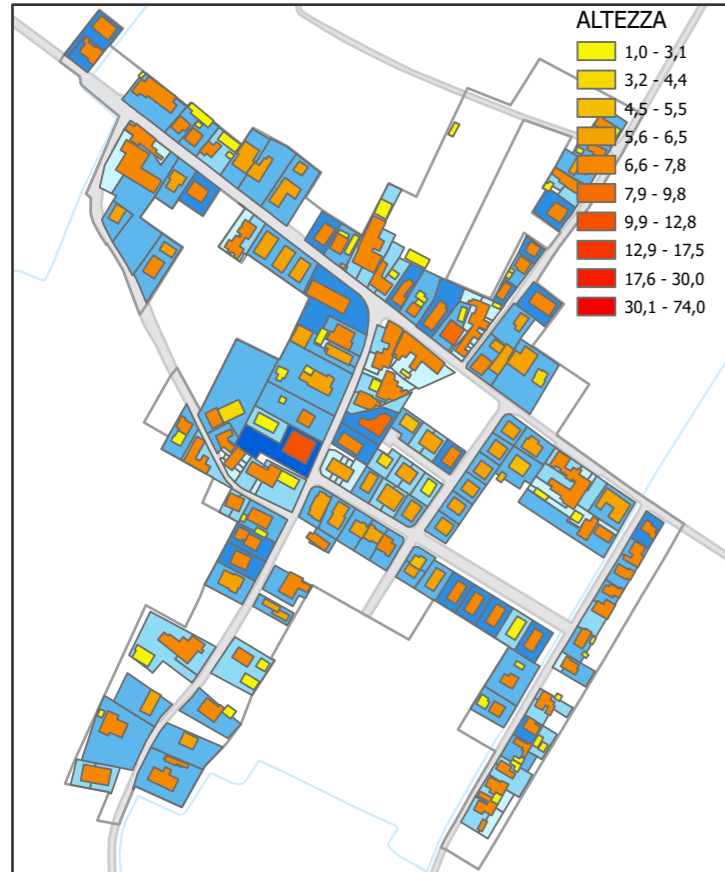 ALTEZZA
1,0 - 3,1
3,2 - 4,4
4,5 - 5,5
5,6 - 6,5
6,6 - 7,8
7,9 - 9,8
9,9 - 12,8
12,9 - 17,5
17,6 - 30,0
30,1 - 74,0